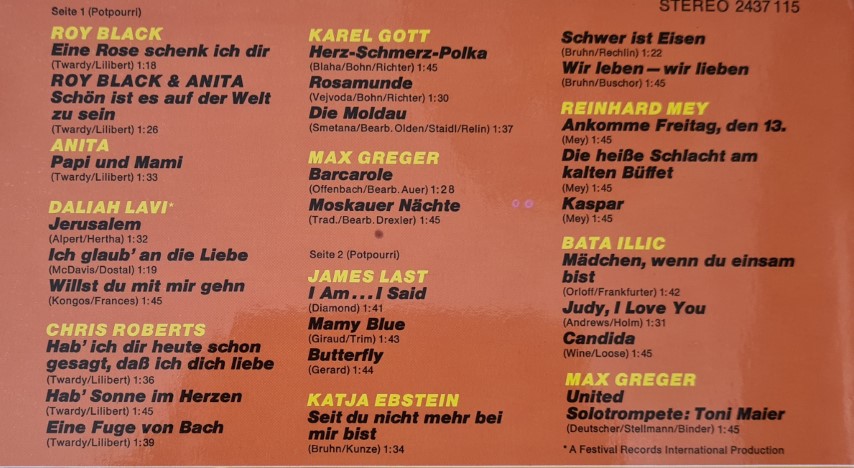 Seite 1 (Potpourri)
ROY BLACK
Eine Rose schenk ich dir
(Twardy/Lilibert) 1:18
ROY BLACK & ANITA
Schön ist es auf der Welt
zu sein
(Twardy/Lilibert) 1:26
ANITA
Papi und Mami
(Twardy/Lilibert) 1:33
DALIAH LAVI*
Jerusalem
(Alpert/Hertha) 1:32
Ich glaub' an die Liebe
(McDavis/Dostal) 1:19
Willst du mit mir gehn
(Kongos/Frances) 1:45
CHRIS ROBERTS
Hab' ich dir heute schon
gesagt, daß ich dich liebe
(Twardy/Lilibert) 1:36
Hab' Sonne im Herzen
(Twardy/Lilibert) 1:45
Eine Fuge von Bach
(Twardy/Lilibert) 1:39
KAREL GOTT
Herz-Schmerz-Polka
(Blaha/Bohn/Richter) 1:45
Rosamunde
(Vejvoda/Bohn/Richter) 1:30
Die Moldau
(Smetana/Bearb. Olden/Staidl/Relin) 1:37
MAX GREGER
Barcarole
(Offenbach/Bearb. Auer) 1:28
Moskauer Nächte
(Trad./Bearb. Drexler) 1:45
Seite 2 (Potpourri)
JAMES LAST
I Am...I Said
(Diamond) 1:41
Mamy Blue
(Giraud/Trim) 1:43
Butterfly
(Gerard) 1:44
KATJA EBSTEIN
Seit du nicht mehr bei
mir bist
(Bruhn/Kunze) 1:34
STEREO 2437 115
Schwer ist Eisen
(Bruhn/Rechlin) 1:22
Wir leben — wir lieben
(Bruhn/Buschor) 1:45
REINHARD MEY
Ankomme Freitag, den 13.
(Mey) 1:45
Die heiße Schlacht am
kalten Büffet
(Mey) 1:45
Kaspar
(Mey) 1:45
BATA ILLIC
Mädchen, wenn du einsam
bist
(Orloff/Frankfurter) 1:42
Judy, I Love You
(Andrews/Holm) 1:31
Candida
(Wine/Loose) 1:45
MAX GREGER
United
Solotrompete: Toni Maier
(Deutscher/Stellmann/Binder) 1:45
* A Festival Records International Production